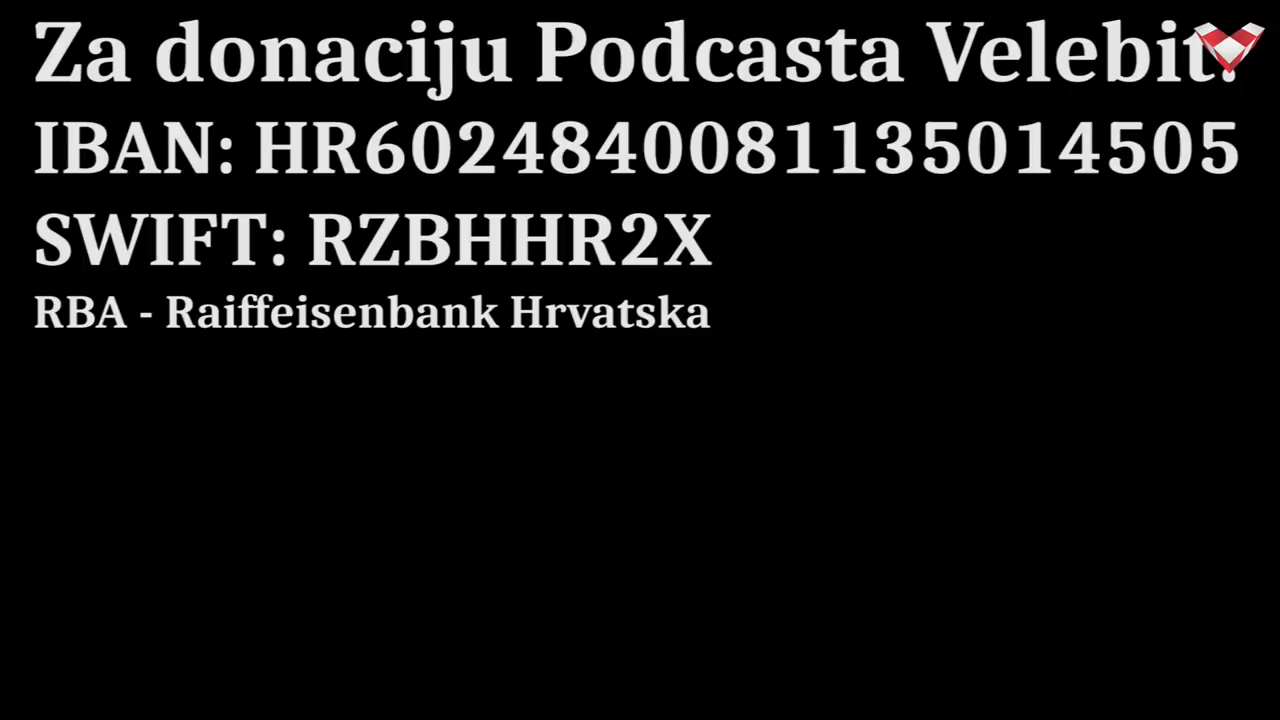 Za donaciju Podcasta Velebit:
IBAN: HR6024840081135014505
SWIFT: RZBHHR2X
RBA - Raiffeisenbank Hrvatska